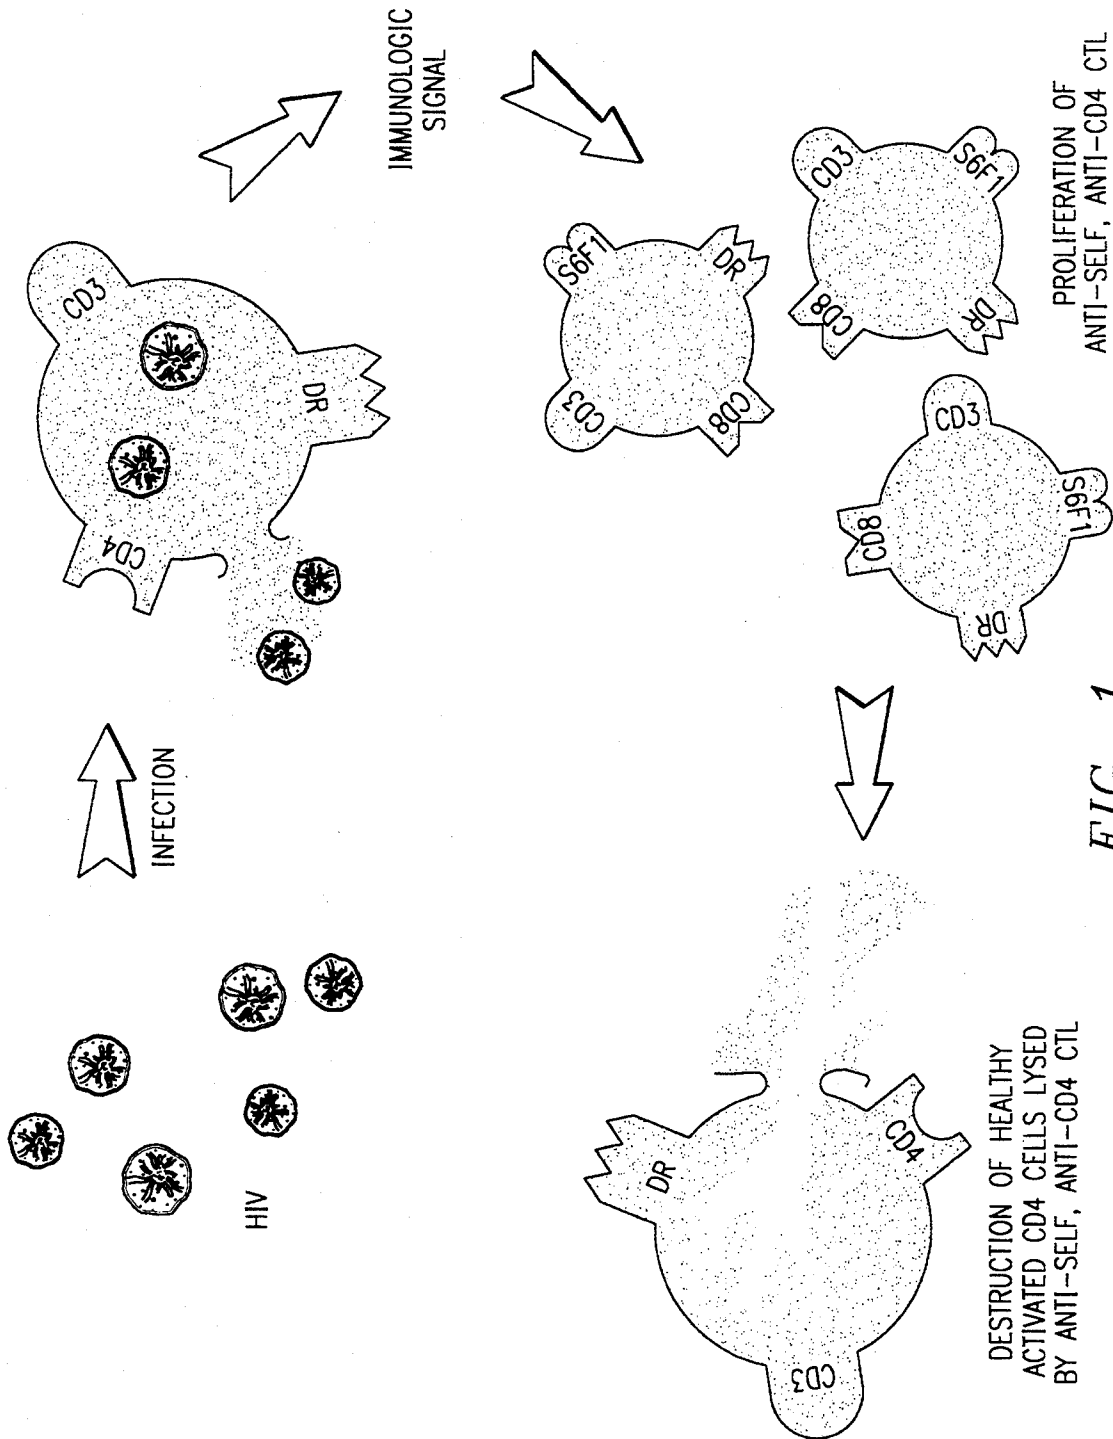 HIV
INFECTION
CD4
CD3
DR
IMMUNOLOGIC
SIGNAL
DR
CD3
CD4
DESTRUCTION OF HEALTHY
ACTIVATED CD4 CELLS LYSED
BY ANTI-SELF, ANTI-CD4 CTL
CD3
S6F1
CD8
DR
CD8
CD3
DR
S6F1
CD8
CD3
DR
S6F1
PROLIFERATION OF
ANTI-SELF, ANTI-CD4 CTL
FIG. 1